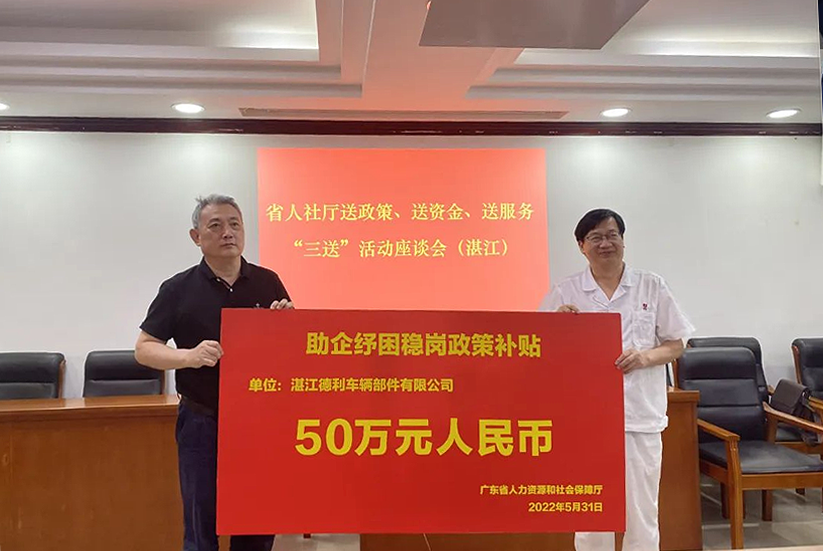 省人社厅送政策、送资金、送服务
“三送”活动座谈会（湛江）
助企纾困稳岗政策补贴
单位：湛江德利车辆部件有限公司
50万元人民币
广东省人力资源和社会保障厅
2022年5月31日